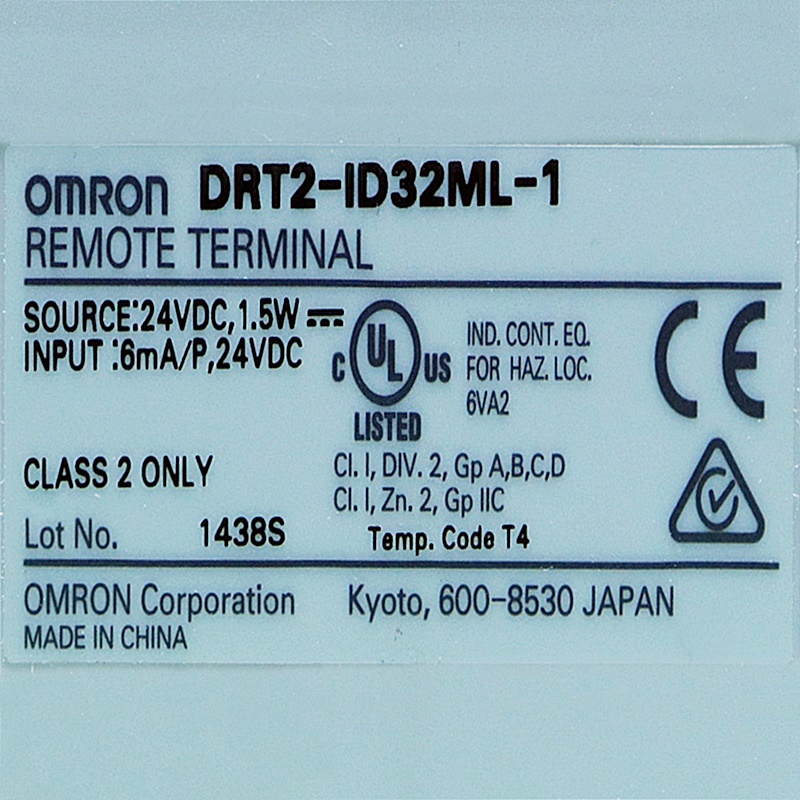 OMRON DRT2-ID32ML-1
REMOTE TERMINAL
SOURCE:24VDC,1.5W
INPUT :6mA/P,24VDC
C UL US
LISTED
IND. CONT. EQ.
FOR HAZ. LOC.
6VA2
CE
CLASS 2 ONLY
Cl. I, DIV. 2, Gp A,B,C,D
Cl. I, Zn. 2, Gp IIC
Lot No. 1438S
Temp. Code T4
OMRON Corporation Kyoto, 600-8530 JAPAN
MADE IN CHINA